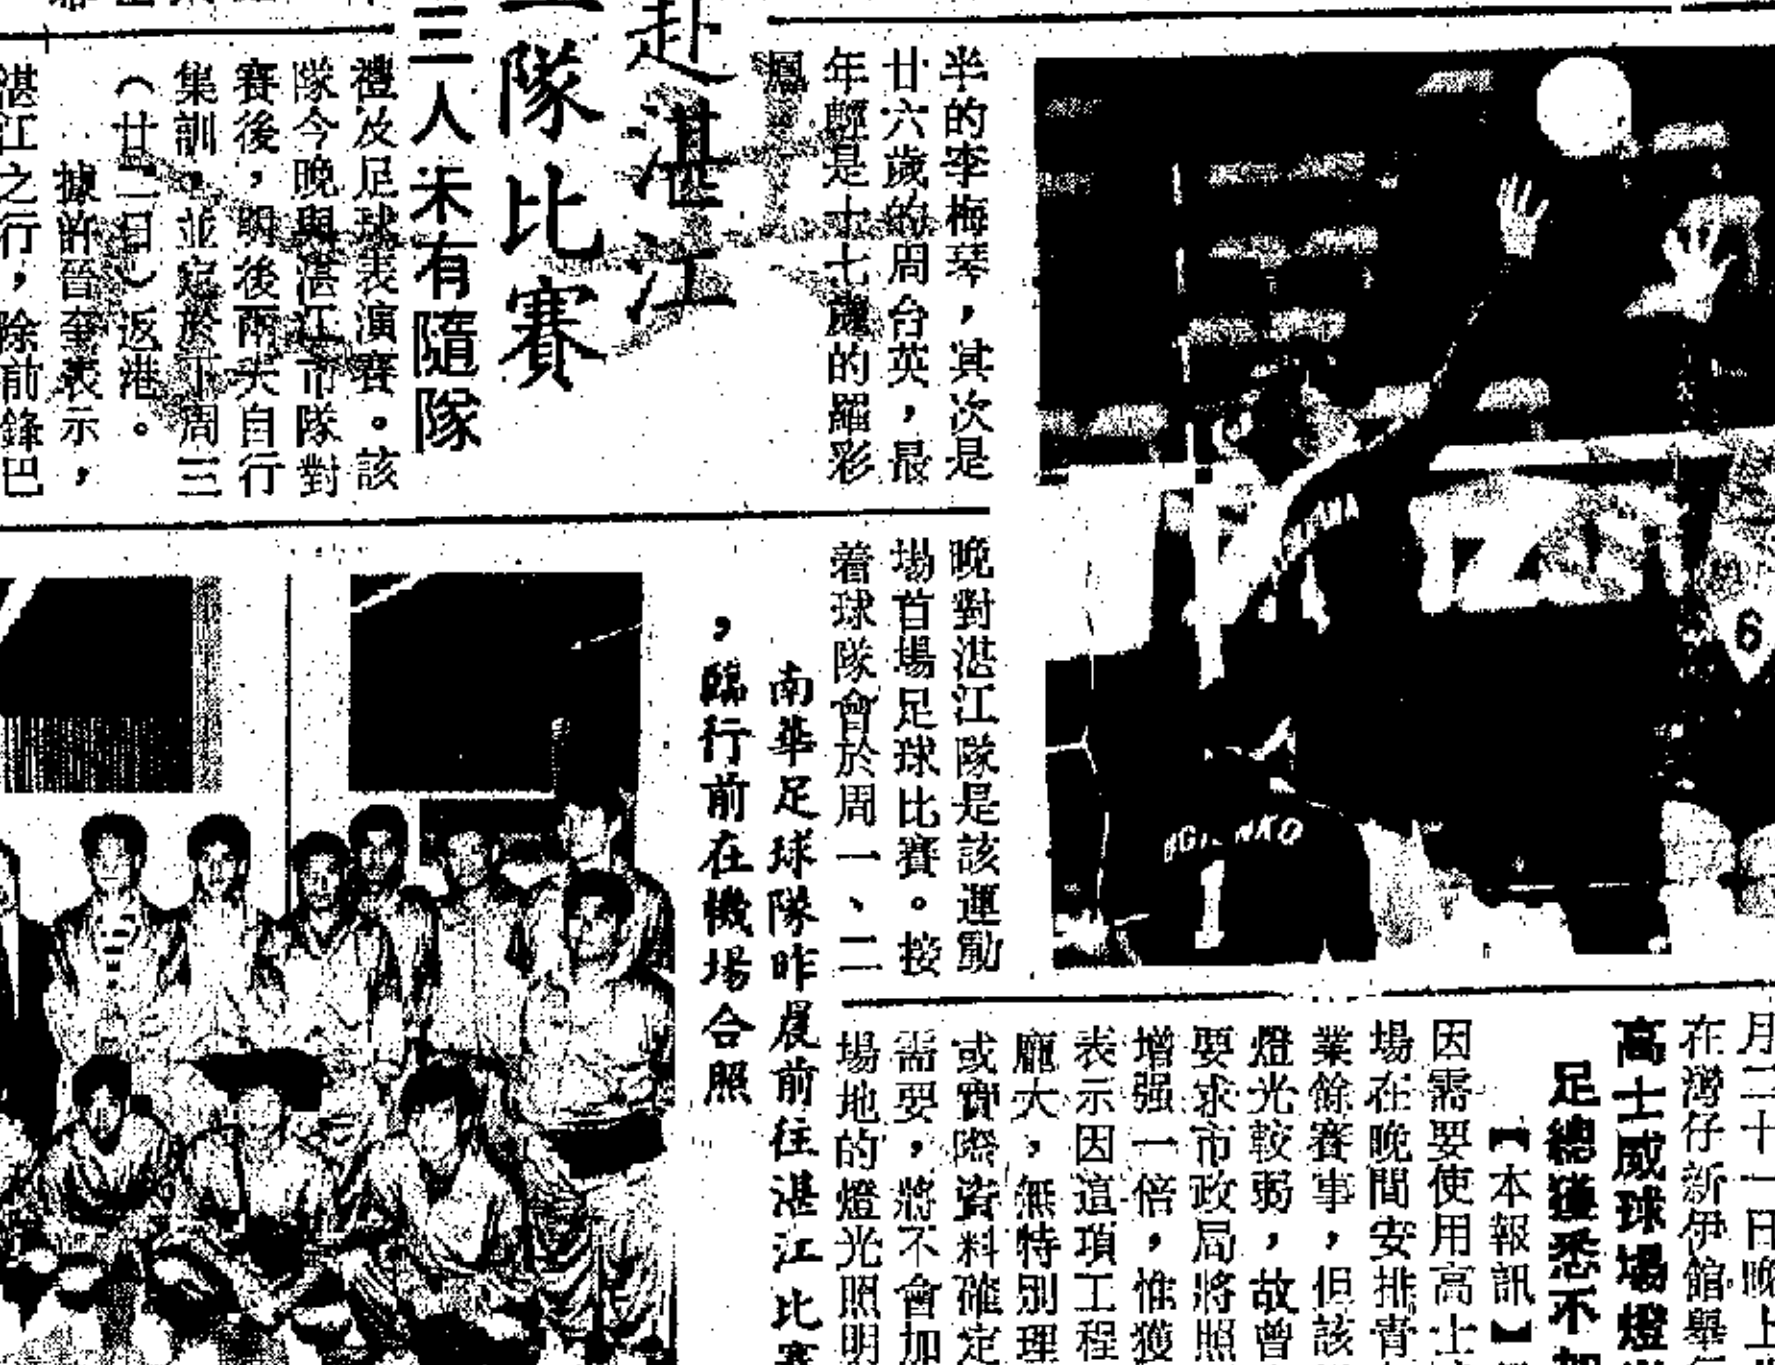 半的李梅琴，其次是
廿六歲的周台英，最
年輕是十七歲的羅彩
鳳
赴湛江
隊比賽
三人未有隨隊
禮及足球表演賽。該
隊今晚與湛江市隊對
賽後，明後兩天自行
集訓，並定於下周三
（廿二日）返港。
據許晉奎表示，
湛江之行，除前鋒巴
晚對湛江隊是該運動
場首場足球比賽。接
着球隊會於周一、二
南華足球隊昨晨前往湛江比賽
，臨行前在機場合照
月二十一日晚上
在灣仔新伊館舉
高士威球場燈
足總獲悉不加
【本報訊】
因需要使用高士
場在晚間安排青
業餘賽事，但該
燈光較弱，故曾
要求市政局將照
增强一倍，惟獲
表示因這項工程
龐大，無特別理
或實際資料確定
需要，將不會加
場地的燈光照明
IZAN
6